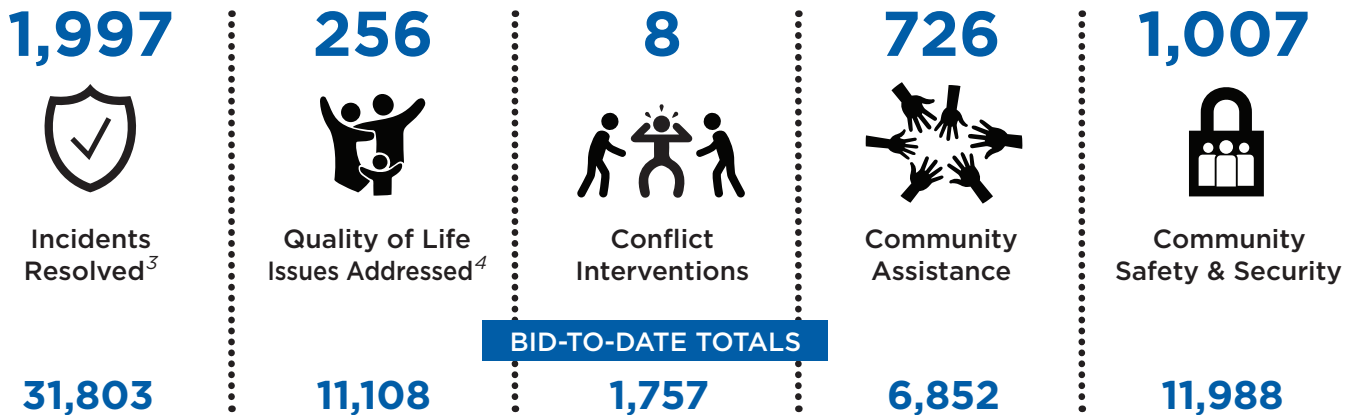 1,997
256
8
726
1,007
Incidents
Resolved3
Quality of Life
Issues Addressed4
Conflict
Interventions
Community
Assistance
Community
Safety & Security
BID-TO-DATE TOTALS
31,803
11,108
1,757
6,852
11,988